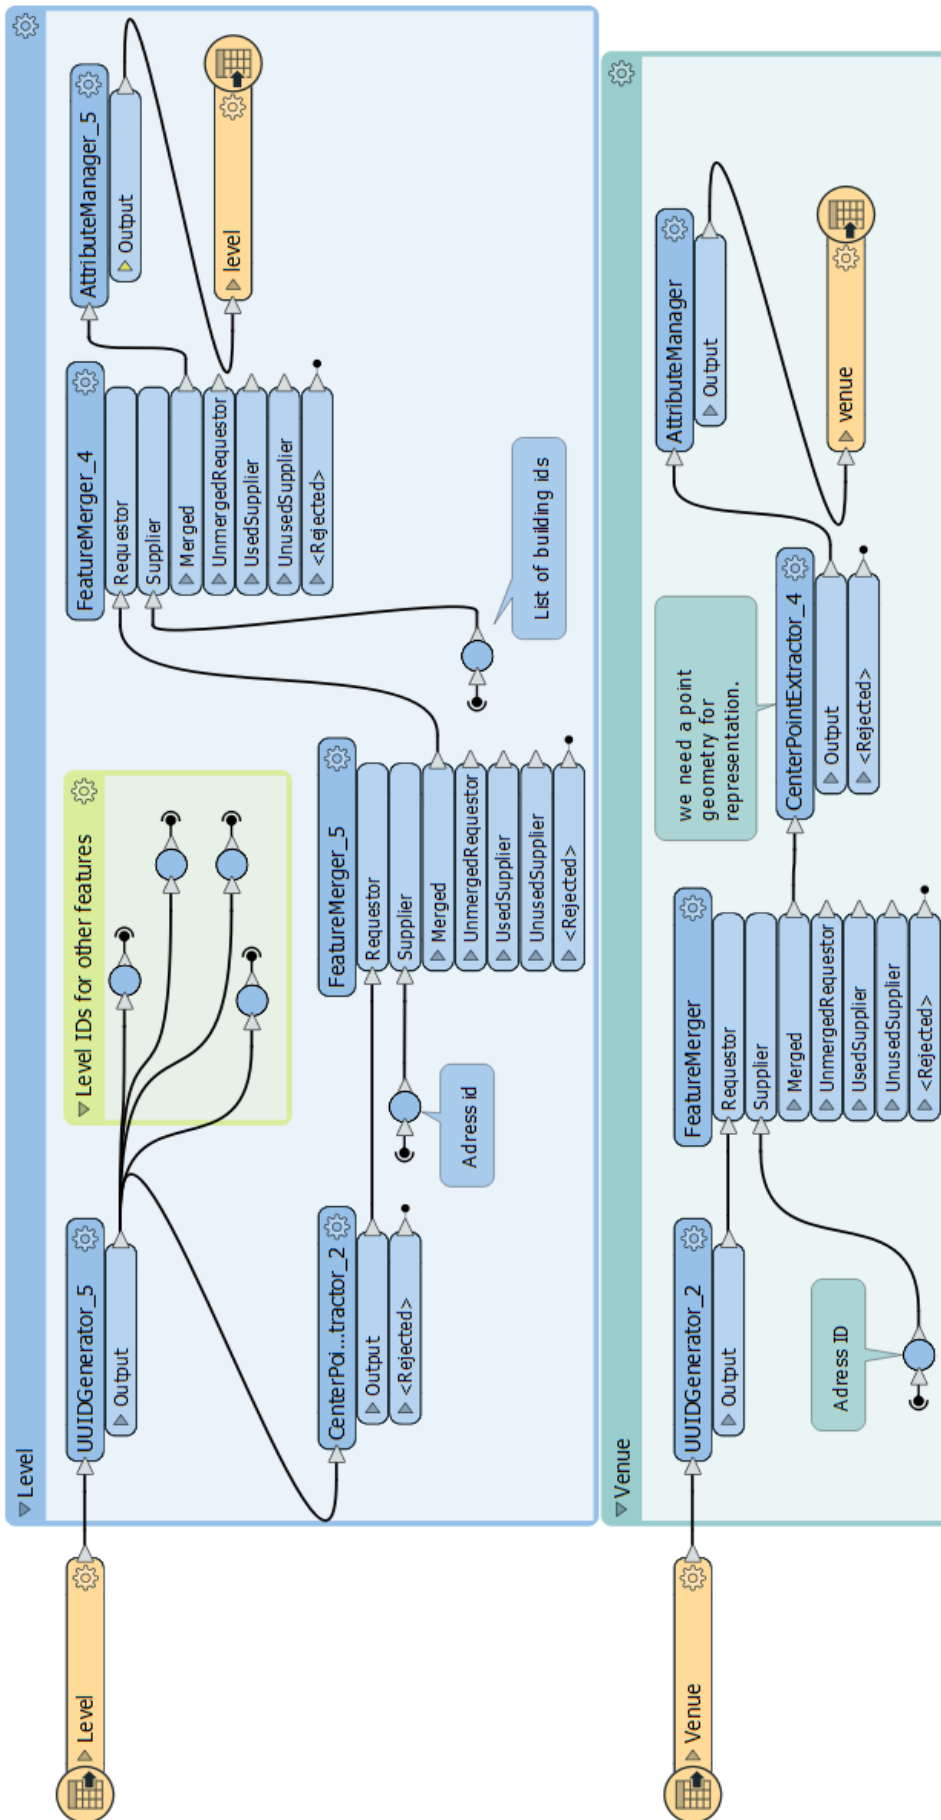 Level
Level
UUIDGenerator_5
Output
Level IDs for other features
CenterPoi...tractor_2
Output
<Rejected>
Adress id
FeatureMerger_5
Requestor
Supplier
Merged
UnmergedRequestor
UsedSupplier
UnusedSupplier
<Rejected>
List of building ids
FeatureMerger_4
Requestor
Supplier
Merged
UnmergedRequestor
UsedSupplier
UnusedSupplier
<Rejected>
AttributeManager_5
Output
level
Venue
Venue
UUIDGenerator_2
Output
Adress ID
FeatureMerger
Requestor
Supplier
Merged
UnmergedRequestor
UsedSupplier
UnusedSupplier
<Rejected>
we need a point
geometry for
representation.
CenterPointExtractor_4
Output
<Rejected>
AttributeManager
Output
venue